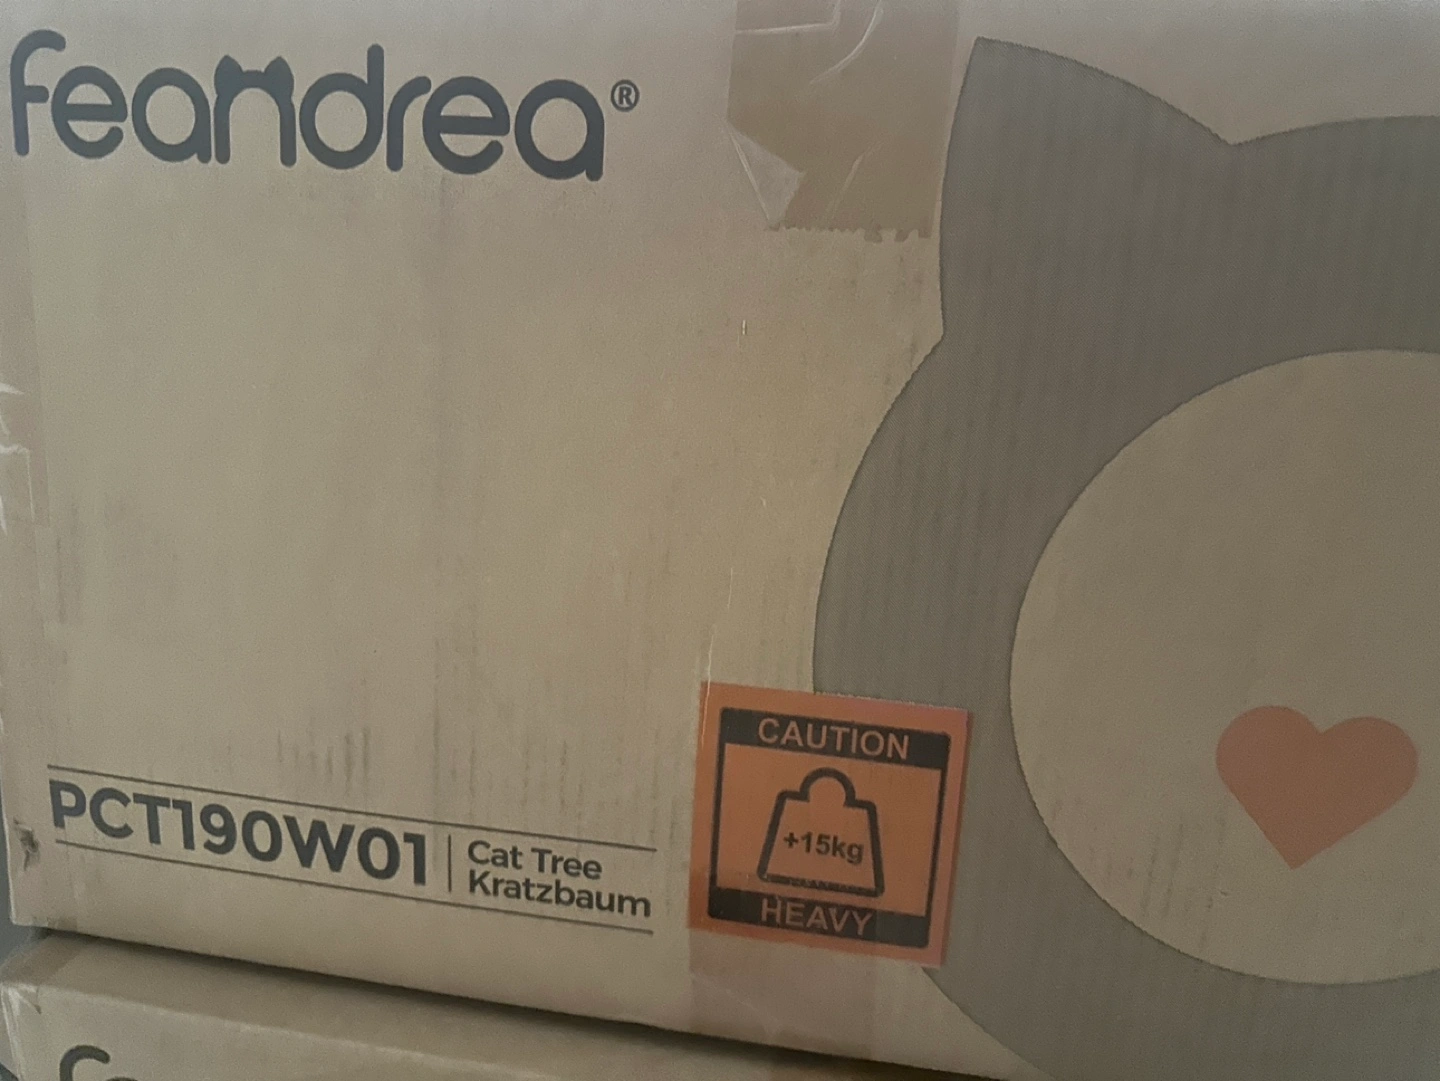 feandrea®
PCT190W01
Cat Tree
Kratzbaum
CAUTION
+15kg
HEAVY